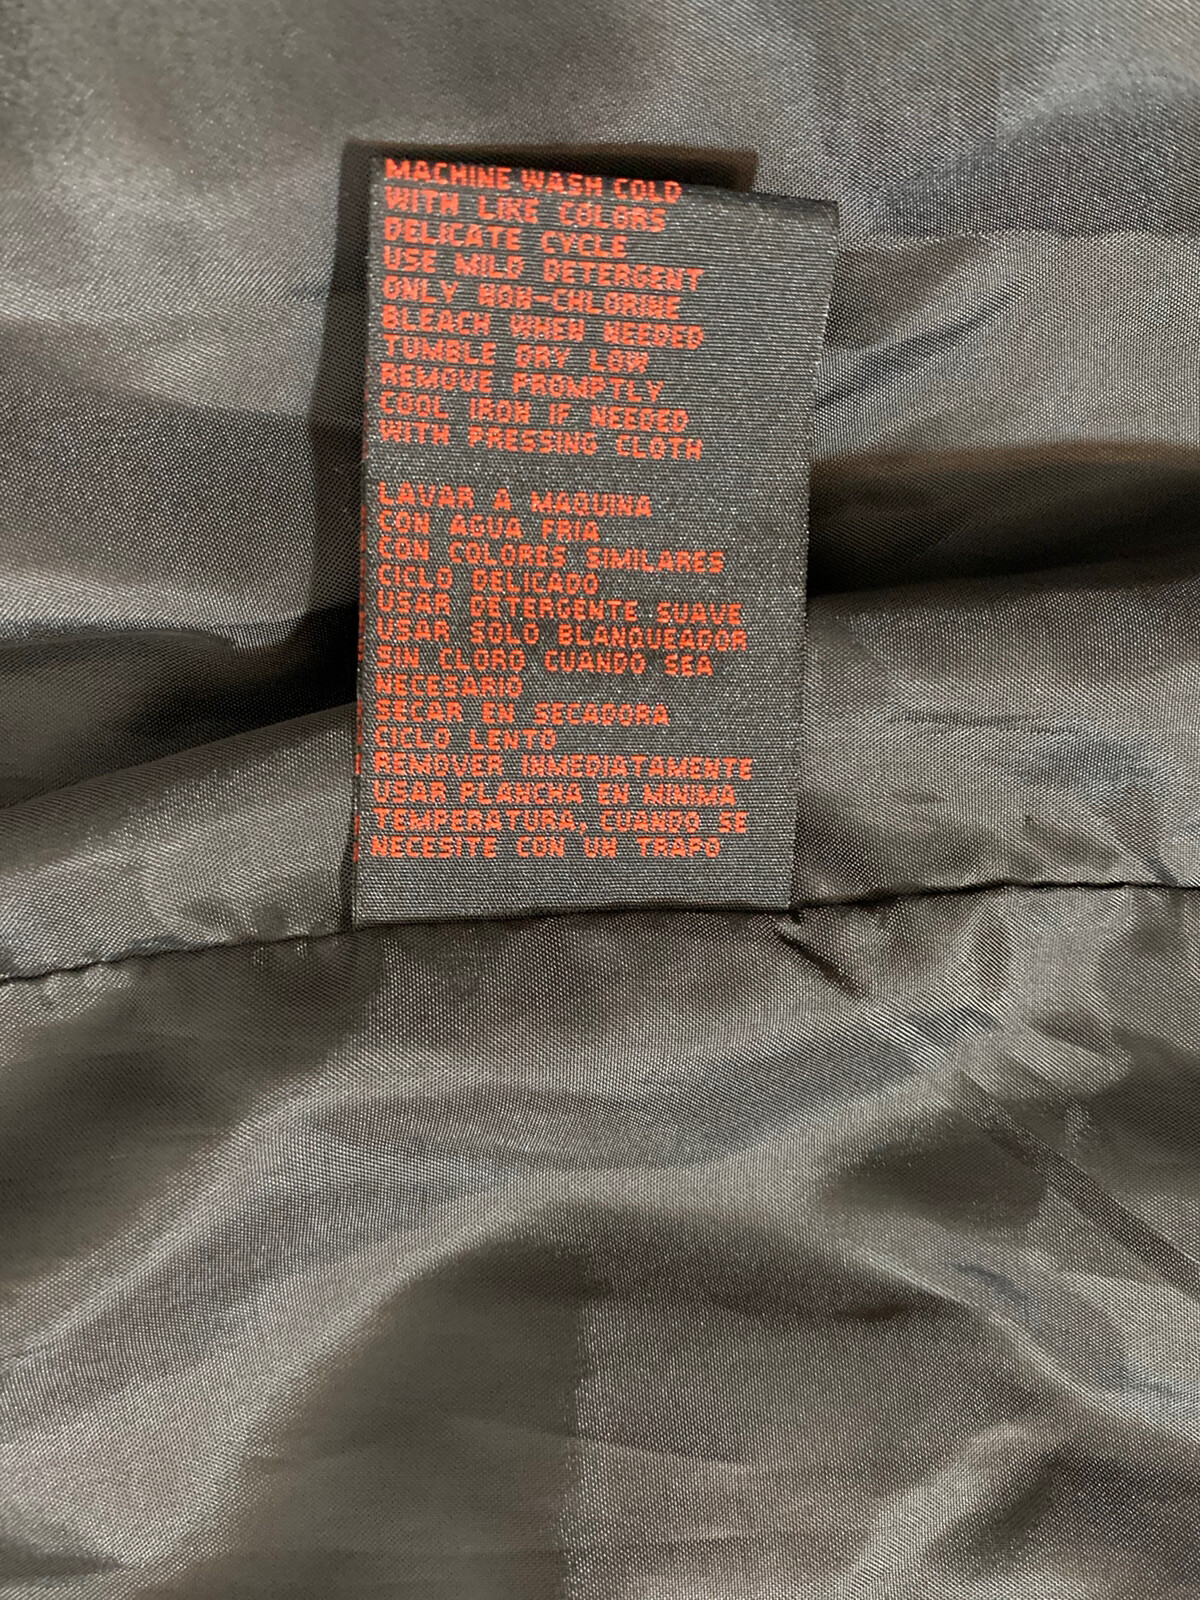 MACHINE WASH COLD
WITH LIKE COLORS
DELICATE CYCLE
USE MILD DETERGENT
ONLY NON-CHLORINE
BLEACH WHEN NEEDED
TUMBLE DRY LOW
REMOVE PROMPTLY
COOL IRON IF NEEDED
WITH PRESSING CLOTH
LAVAR A MAQUINA
CON AGUA FRIA
CON COLORES SIMILARES
CICLO DELICADO
USAR DETERGENTE SUAVE
USAR SOLO BLANQUEADOR
SIN CLORO CUANDO SEA
NECESARIO
SECAR EN SECADORA
CICLO LENTO
REMOVER INMEDIATAMENTE
USAR PLANCHA EN MINIMA
TEMPERATURA, CUANDO SE
NECESITE CON UN TRAPO